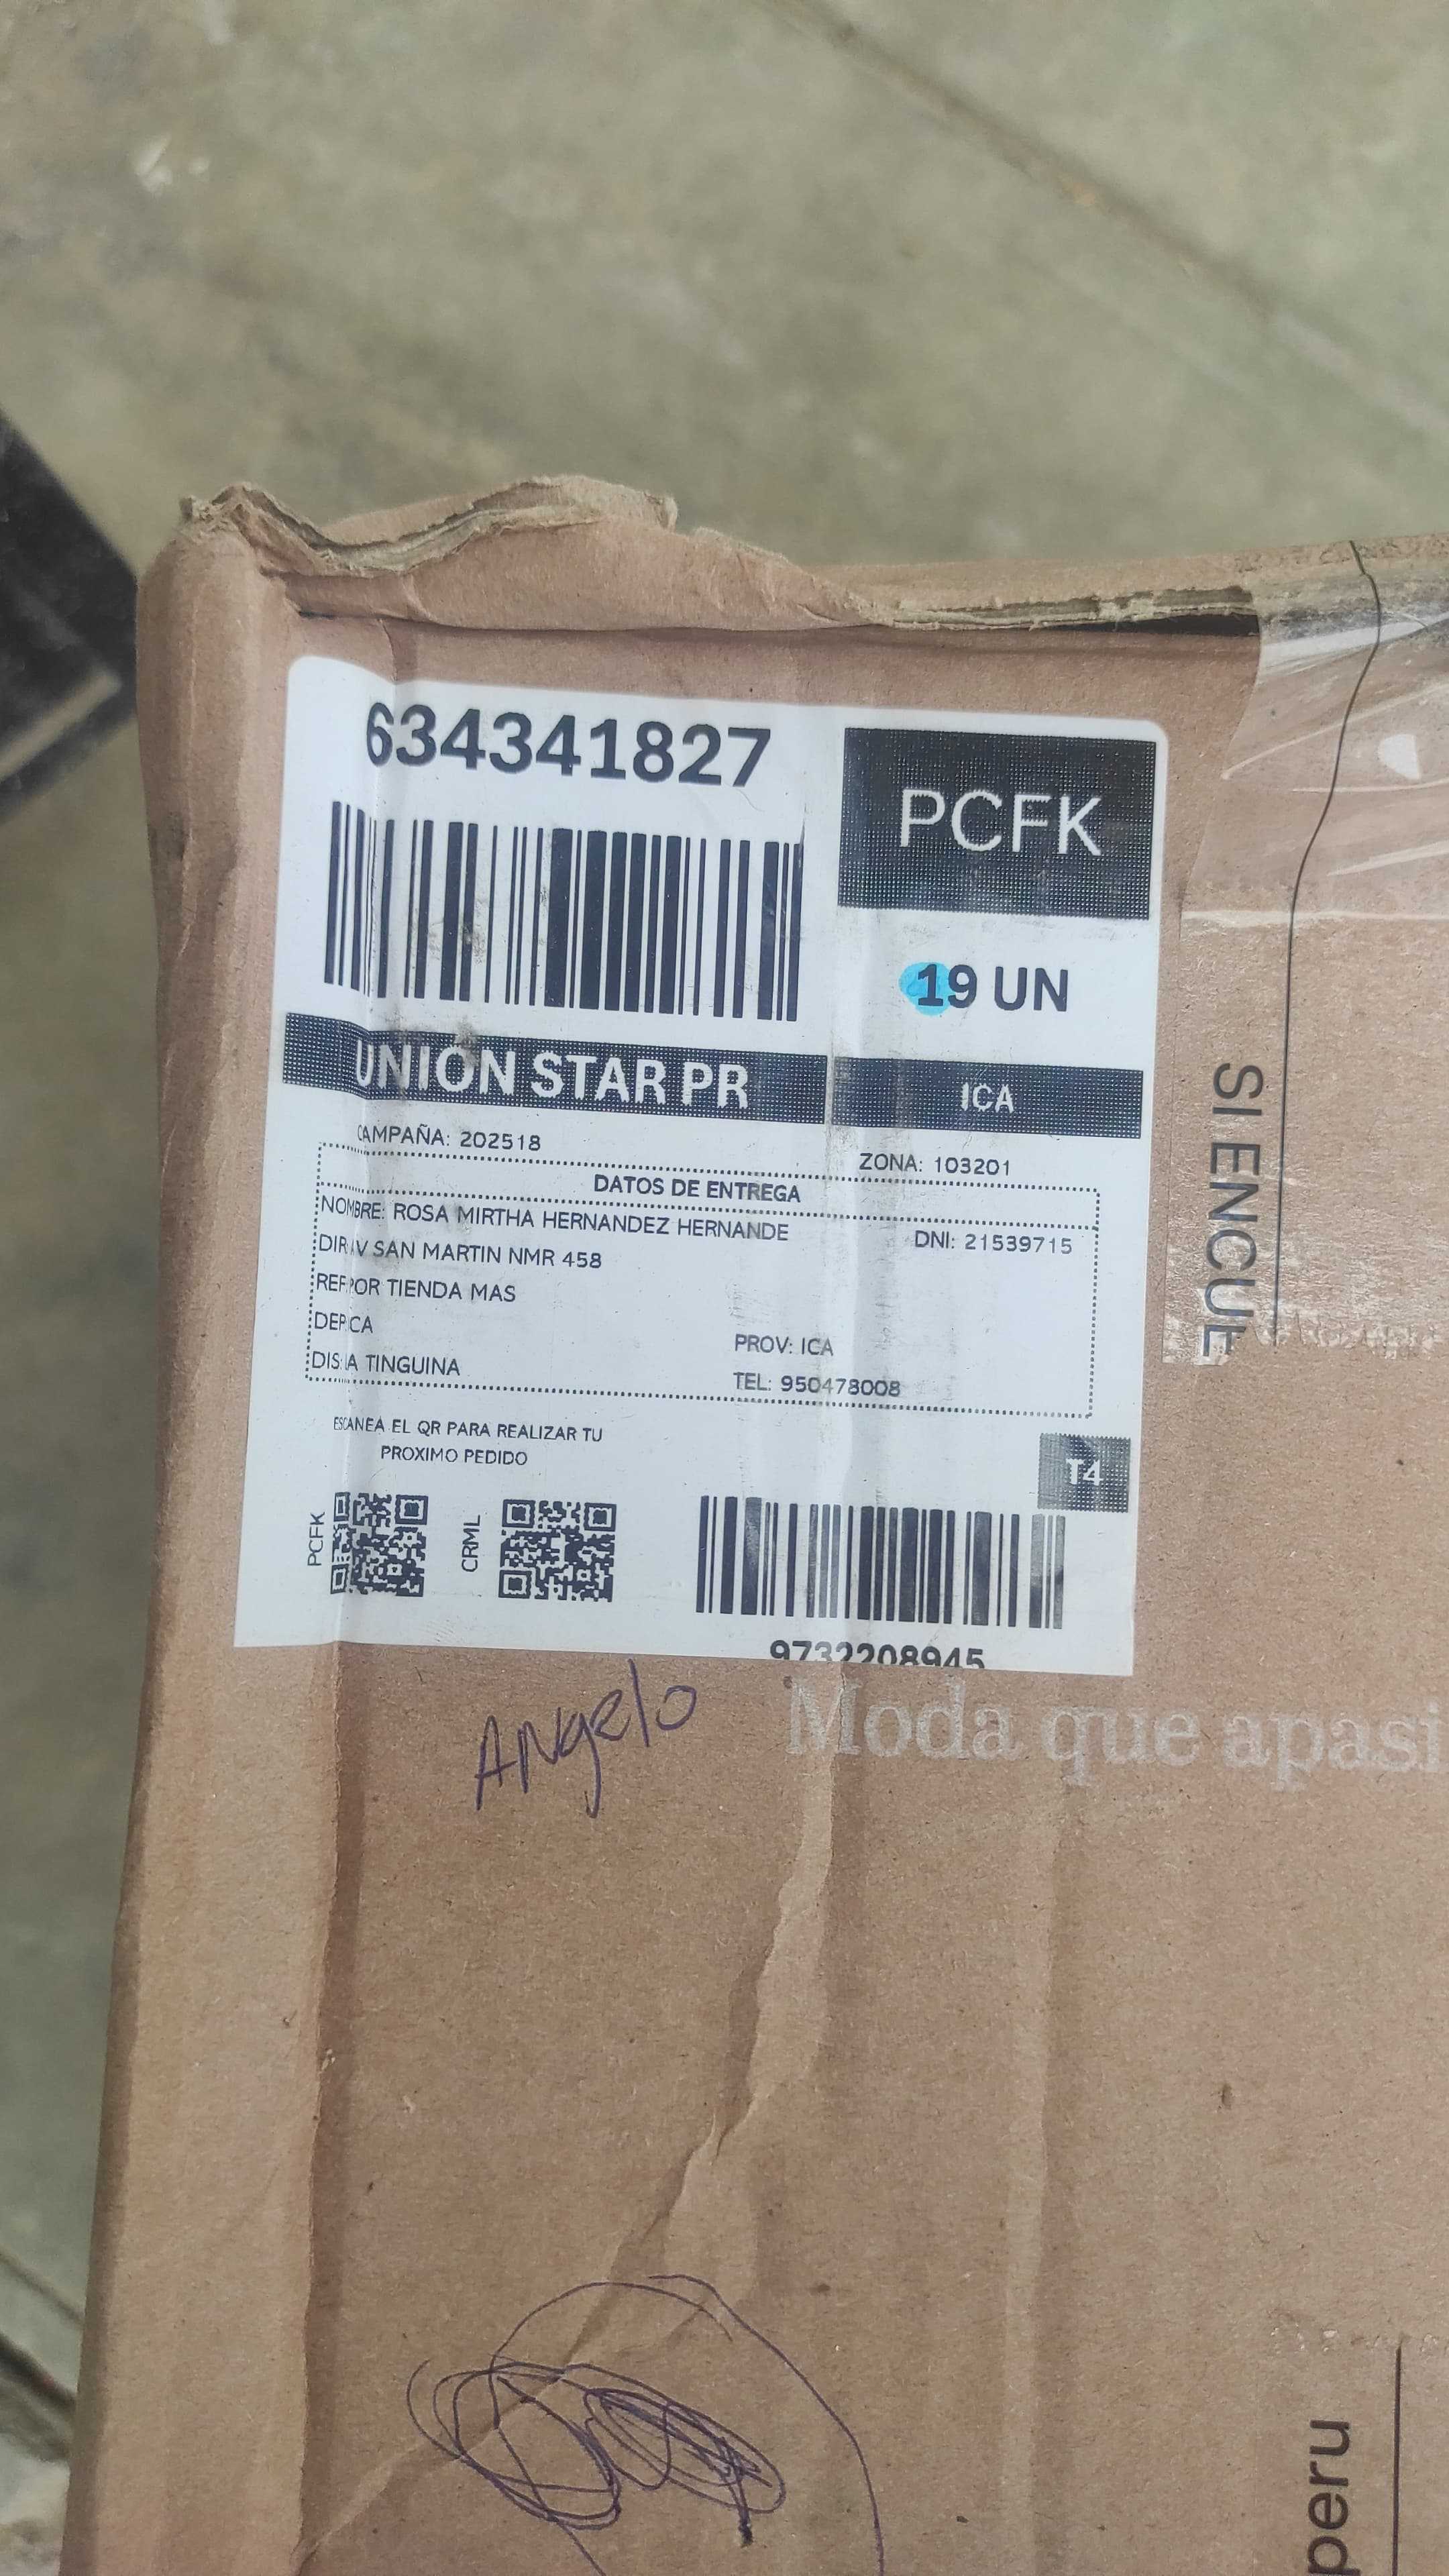 634341827
PCFK
19 UN
UNION STAR PR
ICA
CAMPAÑA: 202518
ZONA: 103201
DATOS DE ENTREGA
NOMBRE: ROSA MIRTHA HERNANDEZ HERNANDE
DNI: 21539715
DIR AV SAN MARTIN NMR 458
REF POR TIENDA MAS
DEP ICA
PROV: ICA
DIS: LA TINGUINA
TEL: 950478008
ESCANEA EL QR PARA REALIZAR TU
PROXIMO PEDIDO
T4
PCFK
CRML
9732208945
Angelo
Moda que apasi
SI ENCUE
peru